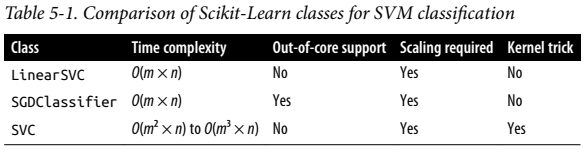 Table 5-1. Comparison of Scikit-Learn classes for SVM classification
Class Time complexity Out-of-core support Scaling required Kernel trick
LinearSVC O(m × n) No Yes No
SGDClassifier O(m × n) Yes Yes No
SVC O(m² × n) to O(m³ × n) No Yes Yes